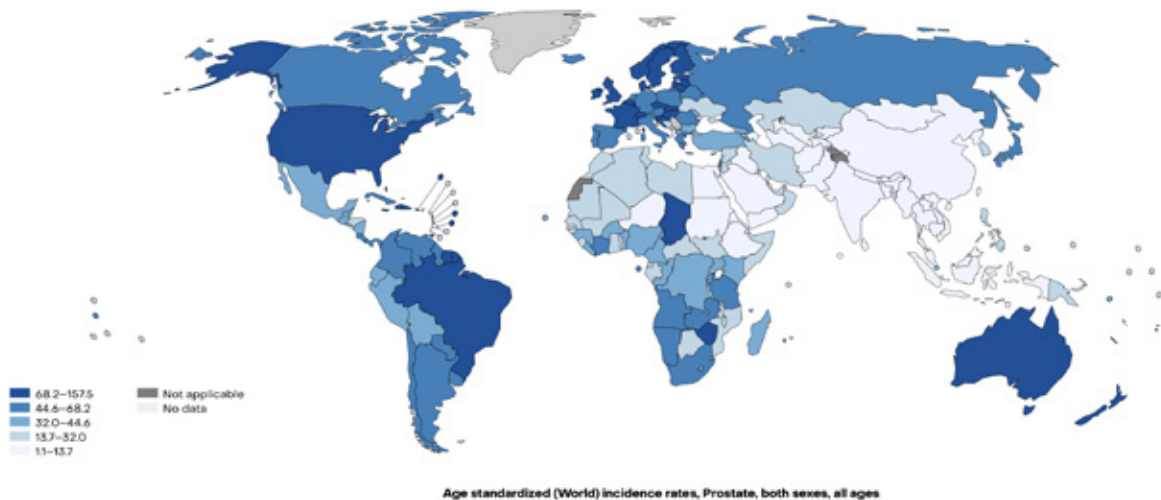 68.2–157.5
44.6–68.2
32.0–44.6
13.7–32.0
1.1–13.7
Not applicable
No data
Age standardized (World) incidence rates, Prostate, both sexes, all ages